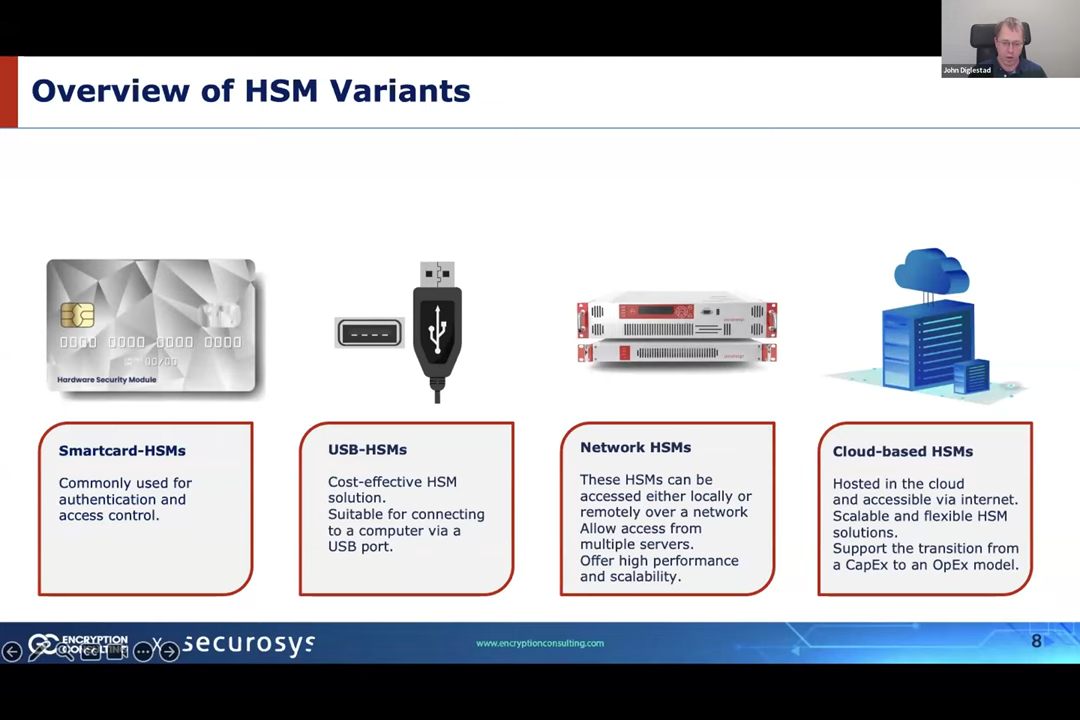 John Diglestad
Overview of HSM Variants
0000 0000 0000 0000
00/00
Hardware Security Module
Smartcard-HSMs
Commonly used for
authentication and
access control.
USB-HSMs
Cost-effective HSM
solution.
Suitable for connecting
to a computer via a
USB port.
Network HSMs
These HSMs can be
accessed either locally or
remotely over a network
Allow access from
multiple servers.
Offer high performance
and scalability.
Cloud-based HSMs
Hosted in the cloud
and accessible via internet.
Scalable and flexible HSM
solutions.
Support the transition from
a CapEx to an OpEx model.
ENCRYPTION
CONSULTING
X
securosys
www.encryptionconsulting.com
8